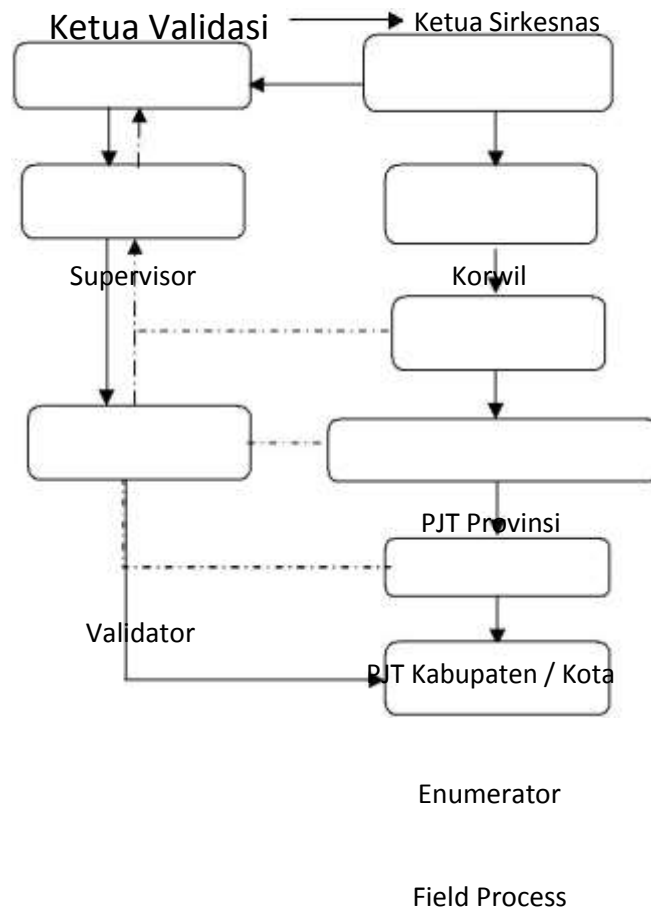 Ketua Validasi
Ketua Sirkesnas
Supervisor
Korwil
PJT Provinsi
Validator
PJT Kabupaten / Kota
Enumerator
Field Process